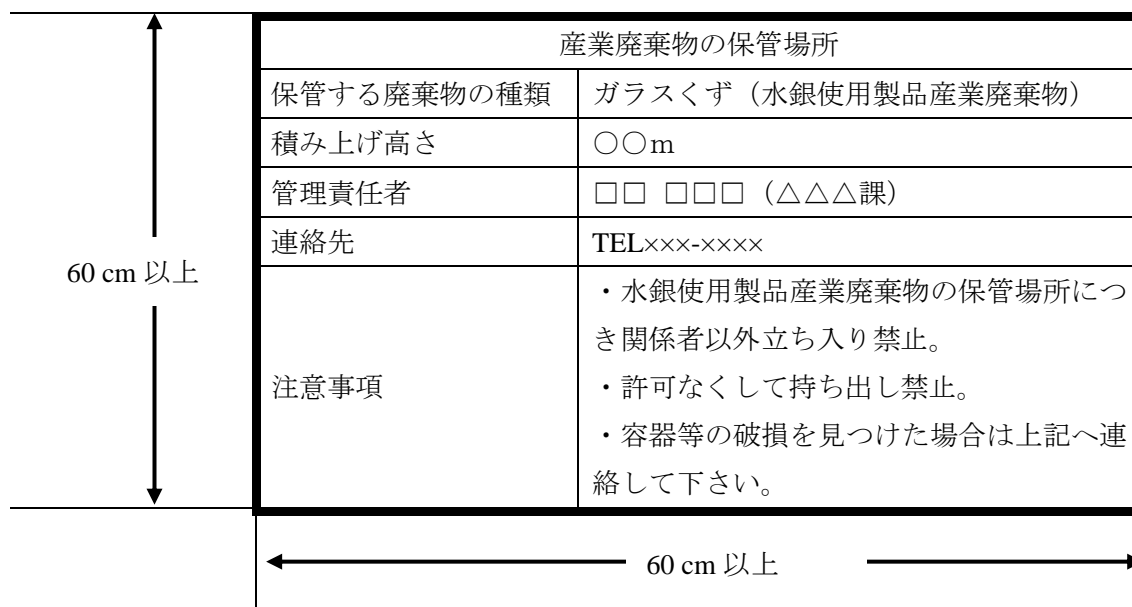 産業廃棄物の保管場所
保管する廃棄物の種類 ガラスくず（水銀使用製品産業廃棄物）
積み上げ高さ 〇〇ｍ
管理責任者 □□ □□□（△△△課）
連絡先 TEL×××-××××
60 cm 以上
注意事項
・水銀使用製品産業廃棄物の保管場所につ
き関係者以外立ち入り禁止。
・許可なくして持ち出し禁止。
・容器等の破損を見つけた場合は上記へ連
絡して下さい。
60 cm 以上